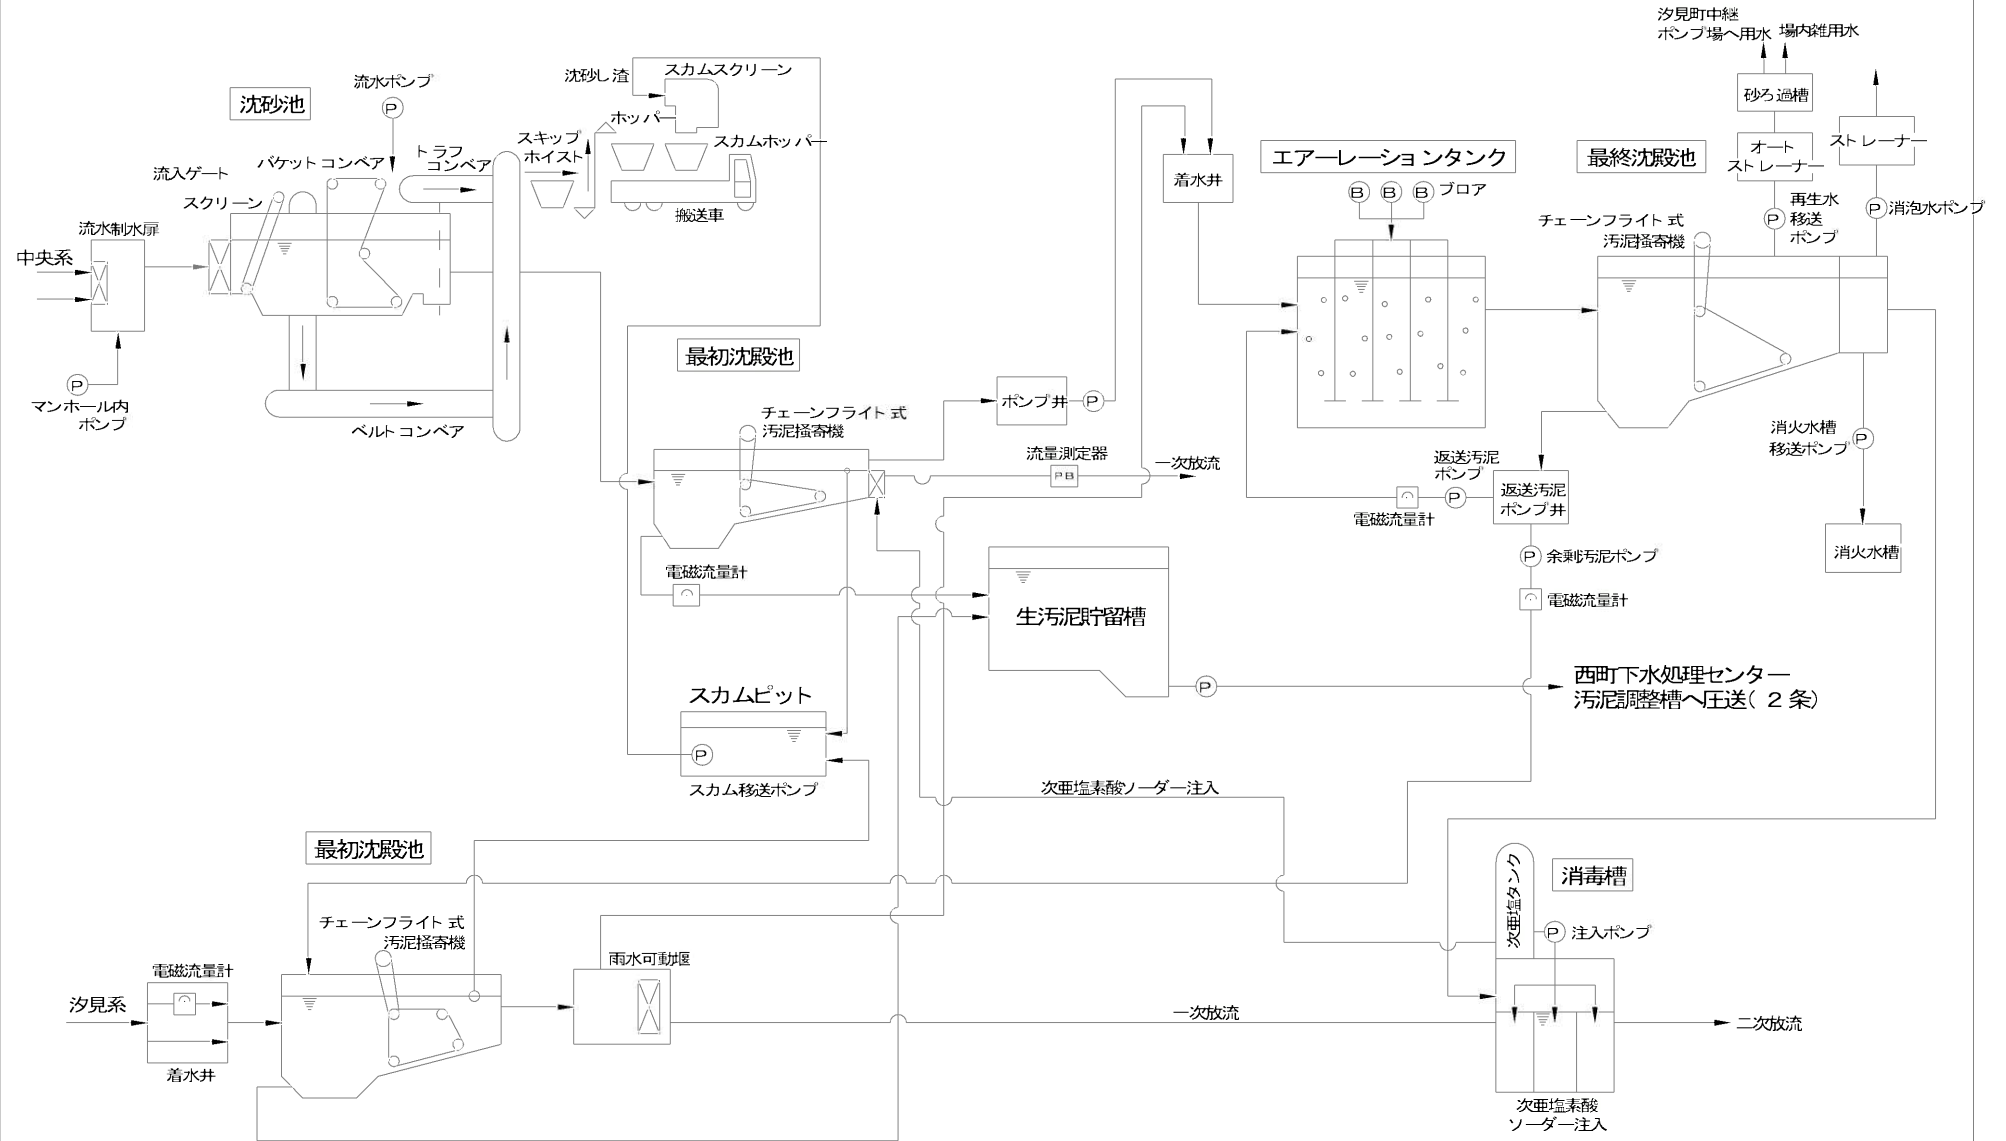 汐見町中継
ポンプ場へ用水
場内雑用水
砂ろ過槽
オート
ストレーナー
ストレーナー
再生水
移送
ポンプ
P
消泡水ポンプ
P
沈砂池
流水ポンプ
P
沈砂し渣
スカムスクリーン
ホッパー
スカムホッパー
スキップ
ホイスト
搬送車
トラフ
コンベア
バケットコンベア
流入ゲート
スクリーン
流水制水扉
中央系
P
マンホール内
ポンプ
ベルトコンベア
着水井
エアーレーションタンク
B
B
B
ブロア
最終沈殿池
チェーンフライト式
汚泥掻寄機
最初沈殿池
チェーンフライト式
汚泥掻寄機
ポンプ井
P
流量測定器
PB
一次放流
電磁流量計
生汚泥貯留槽
P
返送汚泥
ポンプ
P
電磁流量計
返送汚泥
ポンプ井
P
余剰汚泥ポンプ
電磁流量計
消火水槽
移送ポンプ
P
消火水槽
西町下水処理センター
汚泥調整槽へ圧送(2条)
スカムピット
P
スカム移送ポンプ
次亜塩素酸ソーダー注入
最初沈殿池
チェーンフライト式
汚泥掻寄機
電磁流量計
汐見系
着水井
雨水可動堰
一次放流
次亜塩タンク
消毒槽
P
注入ポンプ
二次放流
次亜塩素酸
ソーダー注入